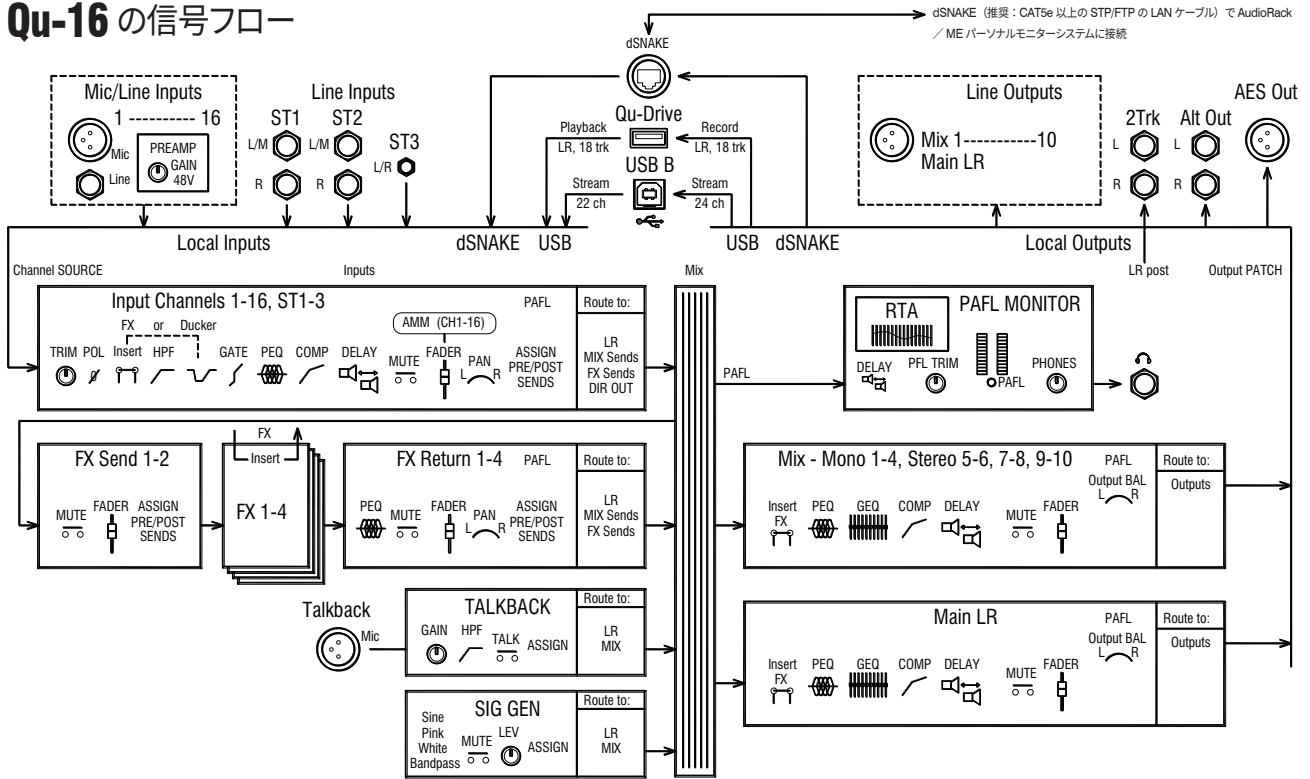 Qu-16 の信号フロー
dSNAKE（推奨：CAT5e 以上の STP/FTP の LAN ケーブル）で AudioRack
／ ME パーソナルモニターシステムに接続
dSNAKE
Mic/Line Inputs
1 ---------- 16
Mic
Line
PREAMP
GAIN
48V
Line Inputs
ST1
L/M
R
ST2
L/M
R
ST3
L/R
Qu-Drive
Playback
LR, 18 trk
Record
LR, 18 trk
USB B
Stream
22 ch
Stream
24 ch
Line Outputs
Mix 1-----------10
Main LR
2Trk
L
R
Alt Out
L
R
AES Out
Local Inputs
dSNAKE
USB
USB
dSNAKE
Local Outputs
Channel SOURCE
Inputs
Mix
LR post
Output PATCH
Input Channels 1-16, ST1-3
PAFL
Route to:
FX or Ducker
AMM (CH1-16)
TRIM
POL
Insert
HPF
GATE
PEQ
COMP
DELAY
MUTE
FADER
PAN
L
R
ASSIGN
PRE/POST
SENDS
LR
MIX Sends
FX Sends
DIR OUT
PAFL
RTA
PAFL MONITOR
DELAY
PFL TRIM
PAFL
PHONES
FX Send 1-2
MUTE
FADER
ASSIGN
PRE/POST
SENDS
FX
Insert
FX 1-4
FX Return 1-4
PAFL
Route to:
PEQ
MUTE
FADER
PAN
L
R
ASSIGN
PRE/POST
SENDS
LR
MIX Sends
FX Sends
Mix - Mono 1-4, Stereo 5-6, 7-8, 9-10
PAFL
Output BAL
L
R
Route to:
Outputs
Insert
FX
PEQ
GEQ
COMP
DELAY
MUTE
FADER
Talkback
Mic
TALKBACK
GAIN
HPF
TALK
ASSIGN
Route to:
LR
MIX
Main LR
PAFL
Output BAL
L
R
Route to:
Outputs
Insert
FX
PEQ
GEQ
COMP
DELAY
MUTE
FADER
SIG GEN
Sine
Pink
White
Bandpass
MUTE
LEV
ASSIGN
Route to:
LR
MIX